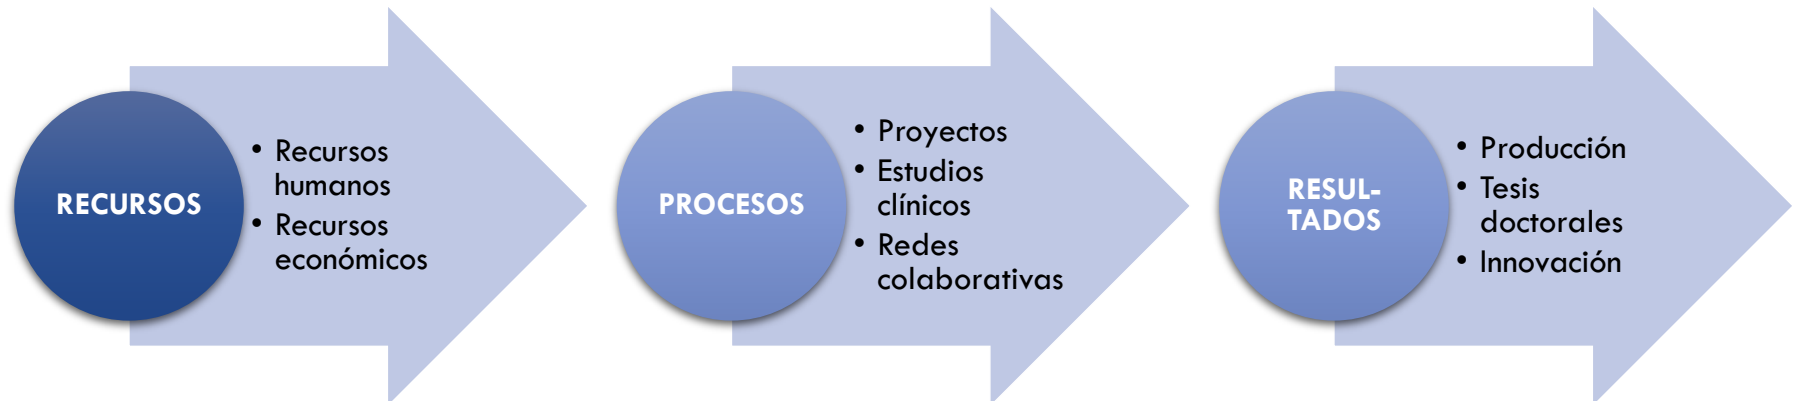 RECURSOS
• Recursos
humanos
• Recursos
económicos
PROCESOS
• Proyectos
• Estudios
clínicos
• Redes
colaborativas
RESUL-
TADOS
• Producción
• Tesis
doctorales
• Innovación